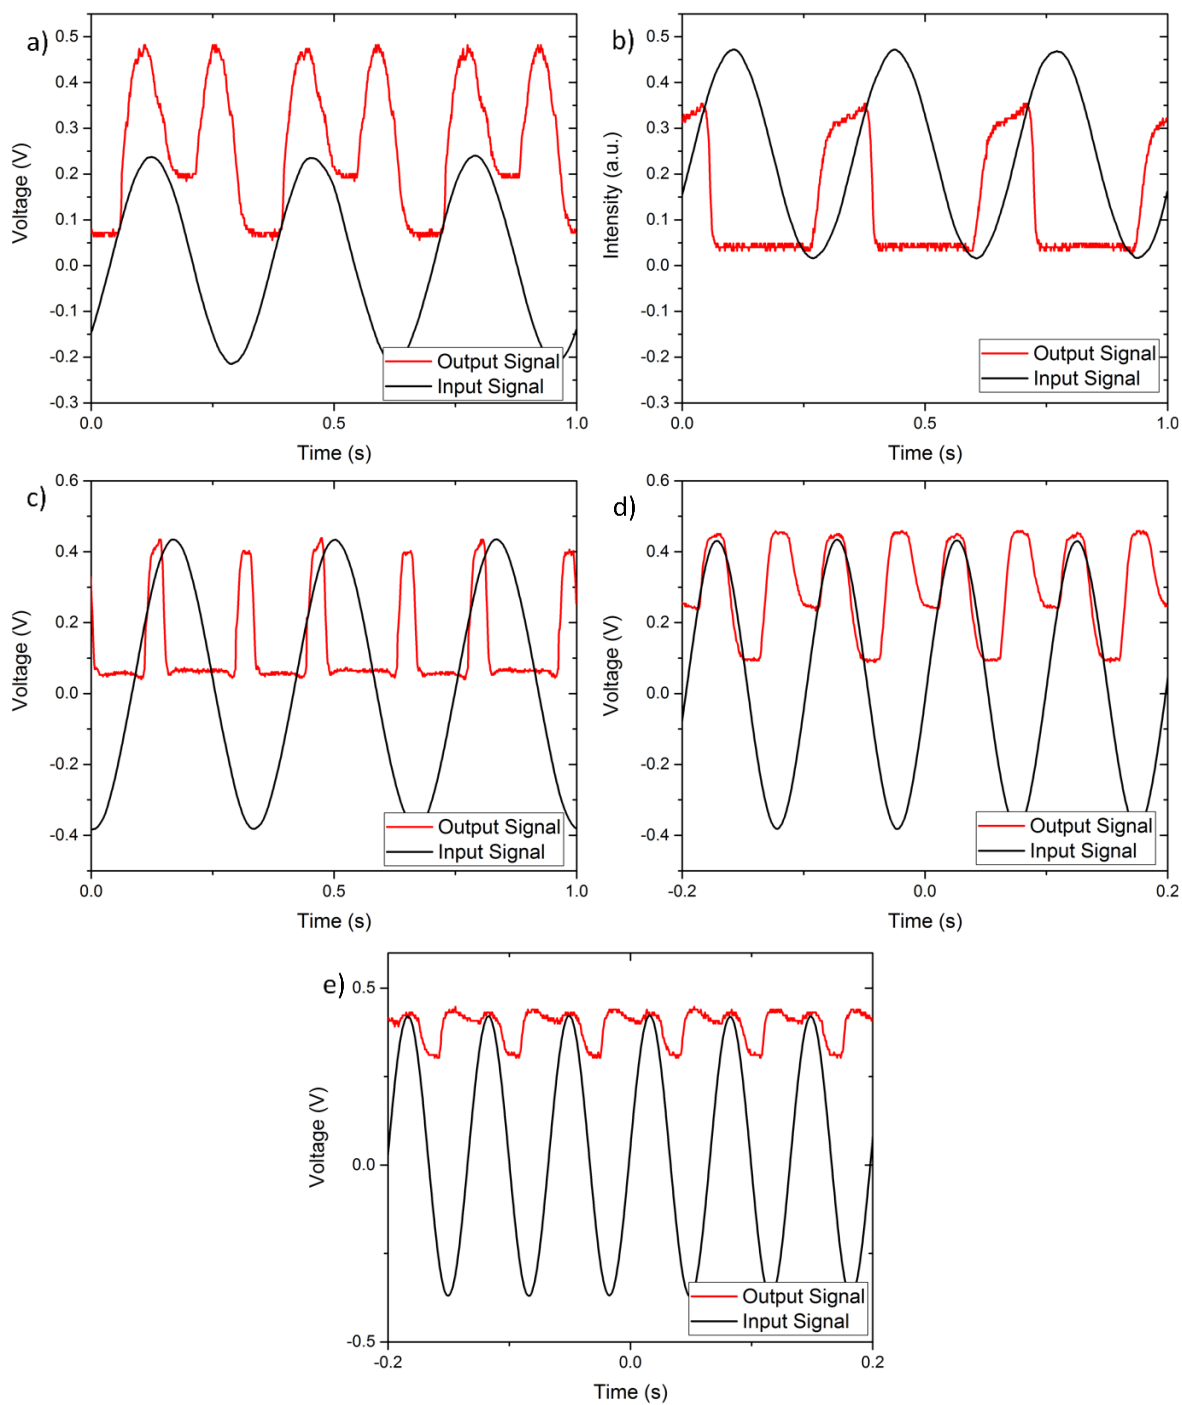 a)
0.5
0.4
0.3
0.2
0.1
0.0
-0.1
-0.2
-0.3
Voltage (V)
Output Signal
Input Signal
0.0 0.5 1.0
Time (s)
b)
0.5
0.4
0.3
0.2
0.1
0.0
-0.1
-0.2
-0.3
Intensity (a.u.)
Output Signal
Input Signal
0.0 0.5 1.0
Time (s)
c)
0.6
0.4
0.2
0.0
-0.2
-0.4
Voltage (V)
Output Signal
Input Signal
0.0 0.5 1.0
Time (s)
d)
0.6
0.4
0.2
0.0
-0.2
-0.4
Voltage (V)
Output Signal
Input Signal
-0.2 0.0 0.2
Time (s)
e)
0.5
0.0
-0.5
Voltage (V)
Output Signal
Input Signal
-0.2 0.0 0.2
Time (s)